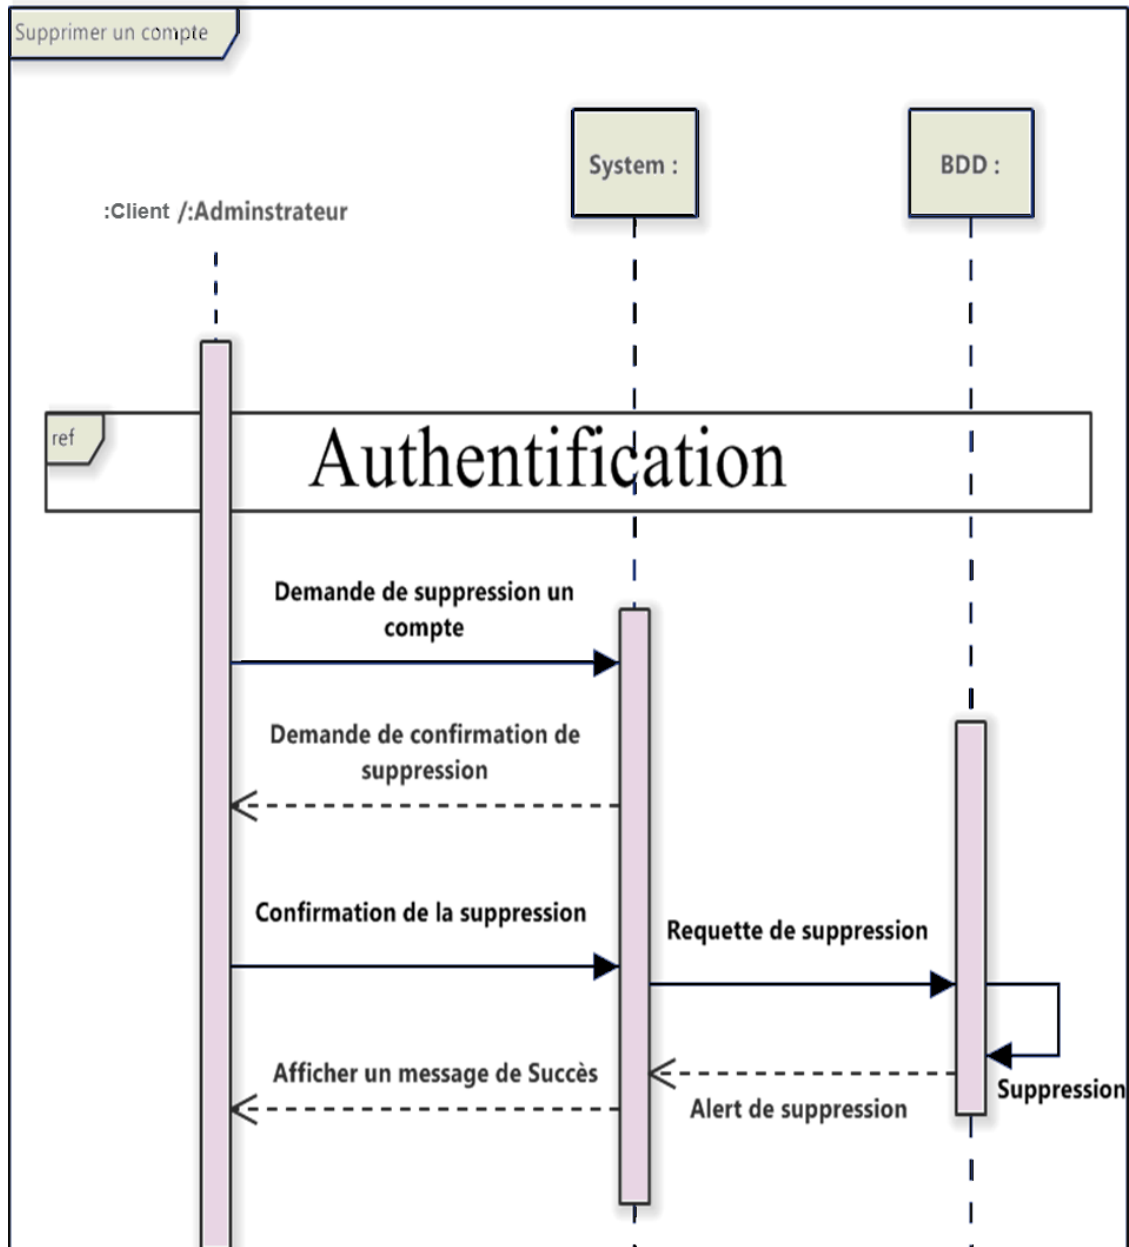 Supprimer un compte
System :
BDD :
:Client /:Adminstrateur
ref
Authentification
Demande de suppression un
compte
Demande de confirmation de
suppression
Confirmation de la suppression
Requette de suppression
Afficher un message de Succès
Suppression
Alert de suppression